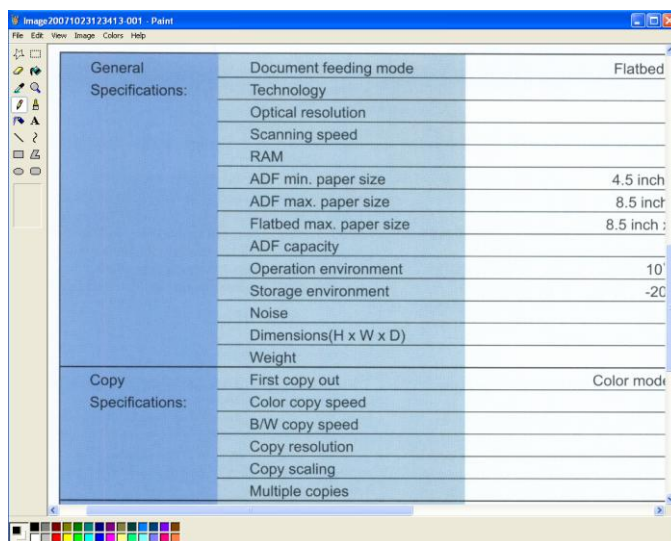 Image20071023123413-001 - Paint
File Edit View Image Colors Help
General Document feeding mode Flatbed
Specifications: Technology
Optical resolution
Scanning speed
RAM
ADF min. paper size 4.5 inch
ADF max. paper size 8.5 inch
Flatbed max. paper size 8.5 inch
ADF capacity
Operation environment 10
Storage environment -20
Noise
Dimensions(H x W x D)
Weight
Copy First copy out Color mode
Specifications: Color copy speed
B/W copy speed
Copy resolution
Copy scaling
Multiple copies